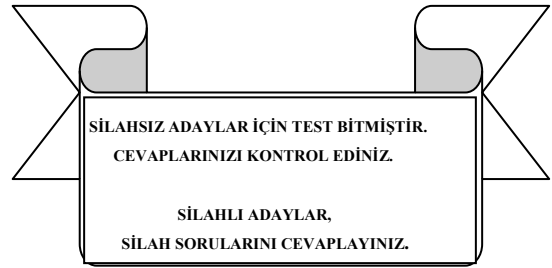 SİLAHSIZ ADAYLAR İÇİN TEST BİTMİŞTİR.
CEVAPLARINIZI KONTROL EDİNİZ.
SİLAHLI ADAYLAR,
SİLAH SORULARINI CEVAPLAYINIZ.